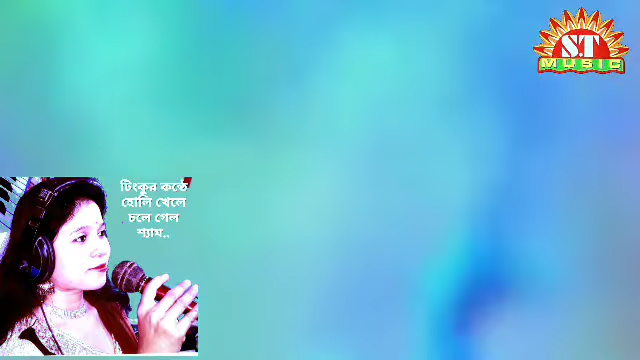 S.T
MUSIC
টিংকুর কন্ঠে
হোলি খেলে
চলে গেল
শ্যাম..